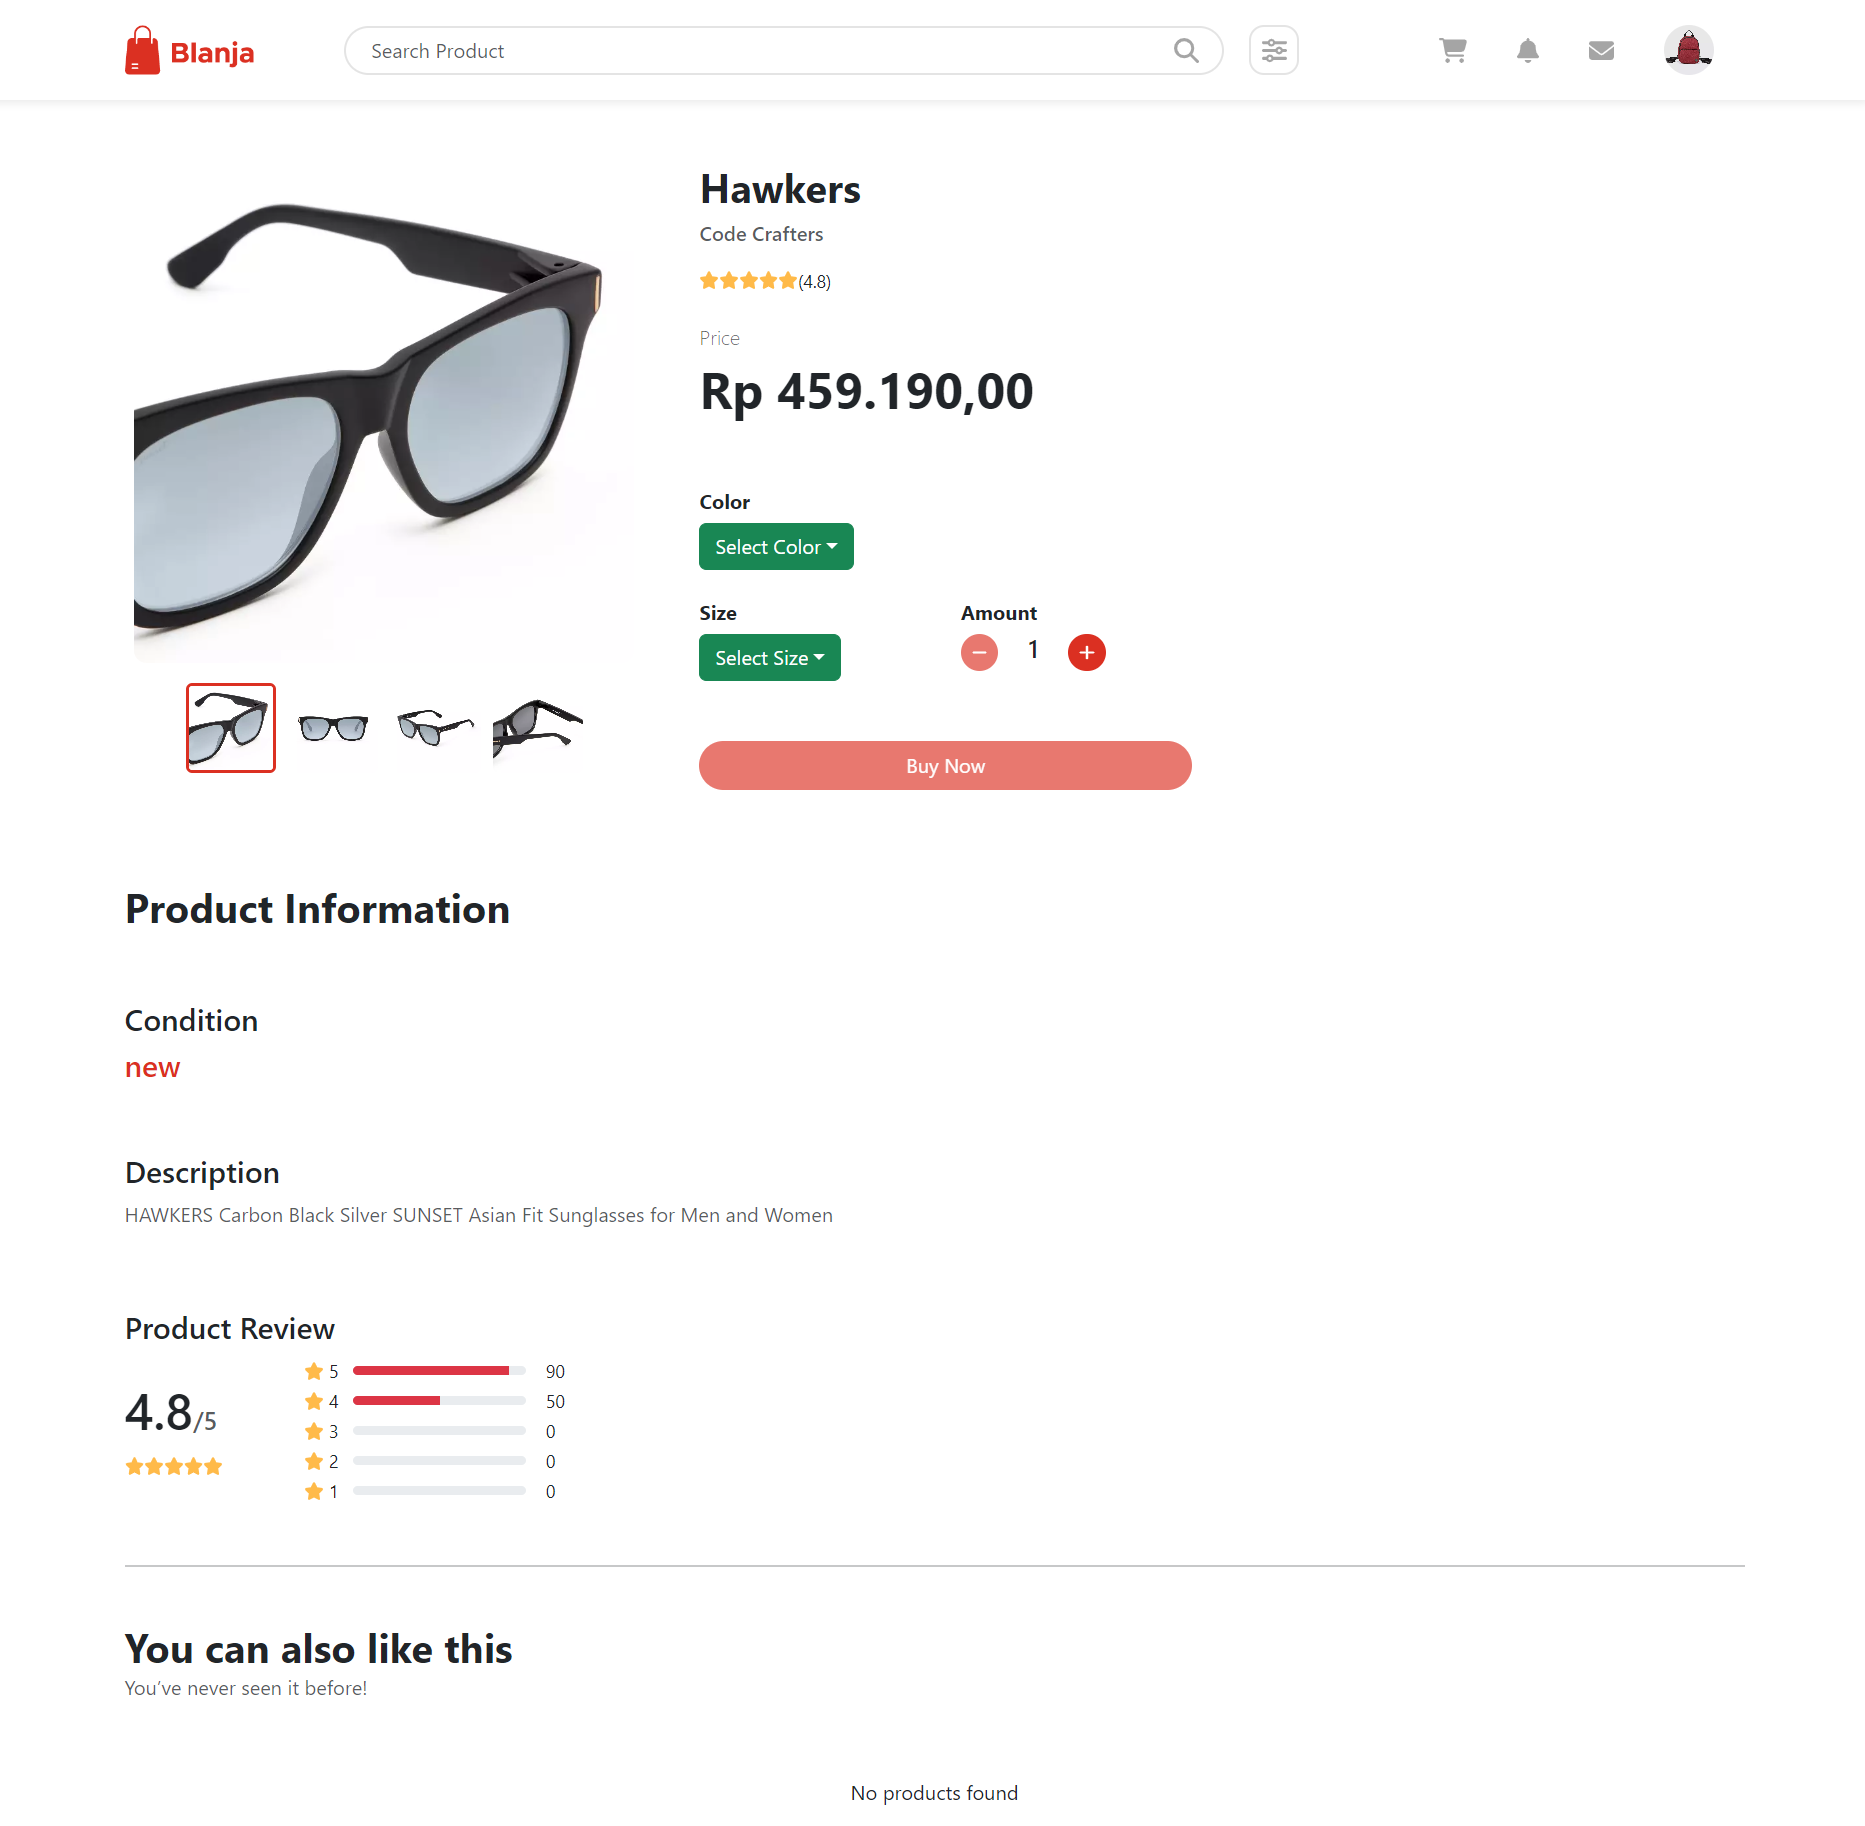 Blanja
Search Product
Hawkers
Code Crafters
(4.8)
Price
Rp 459.190,00
Color
Select Color
Size
Amount
Select Size
1
Buy Now
Product Information
Condition
new
Description
HAWKERS Carbon Black Silver SUNSET Asian Fit Sunglasses for Men and Women
Product Review
4.8/5
5 90
4 50
3 0
2 0
1 0
You can also like this
You’ve never seen it before!
No products found